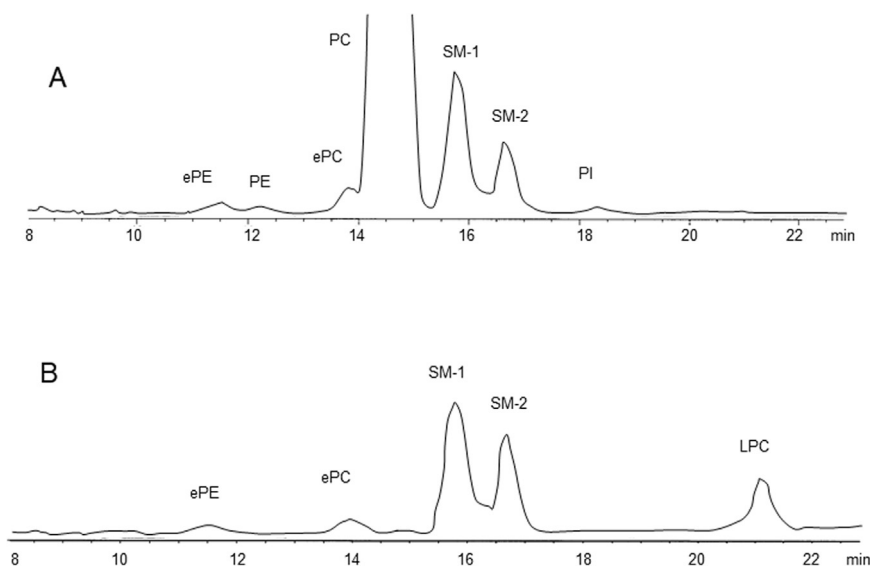 A
PC
SM-1
SM-2
ePC
ePE
PE
PI
8 10 12 14 16 18 20 22 min
B
SM-1
SM-2
LPC
ePC
ePE
8 10 12 14 16 18 20 22 min